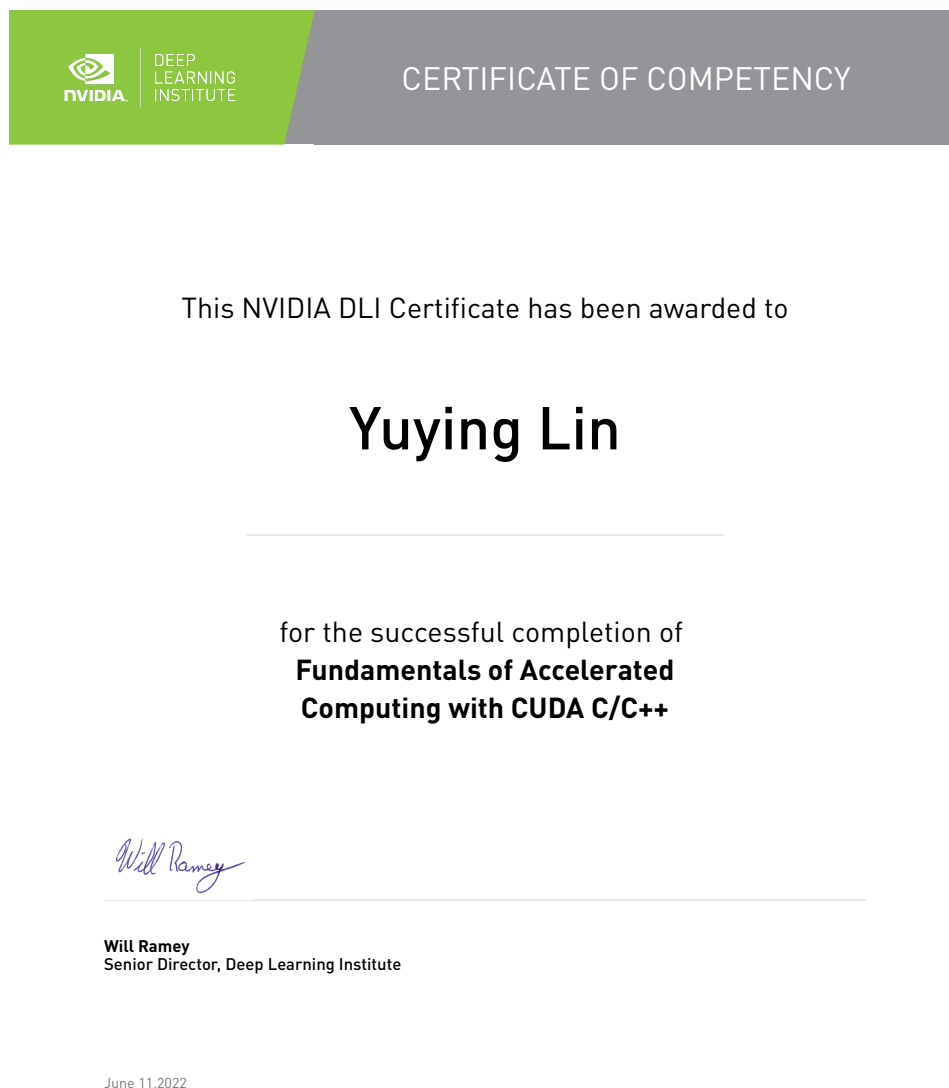 NVIDIA.
DEEP
LEARNING
INSTITUTE
CERTIFICATE OF COMPETENCY
This NVIDIA DLI Certificate has been awarded to
Yuying Lin
for the successful completion of
Fundamentals of Accelerated
Computing with CUDA C/C++
Will Ramey
Will Ramey
Senior Director, Deep Learning Institute
June 11.2022